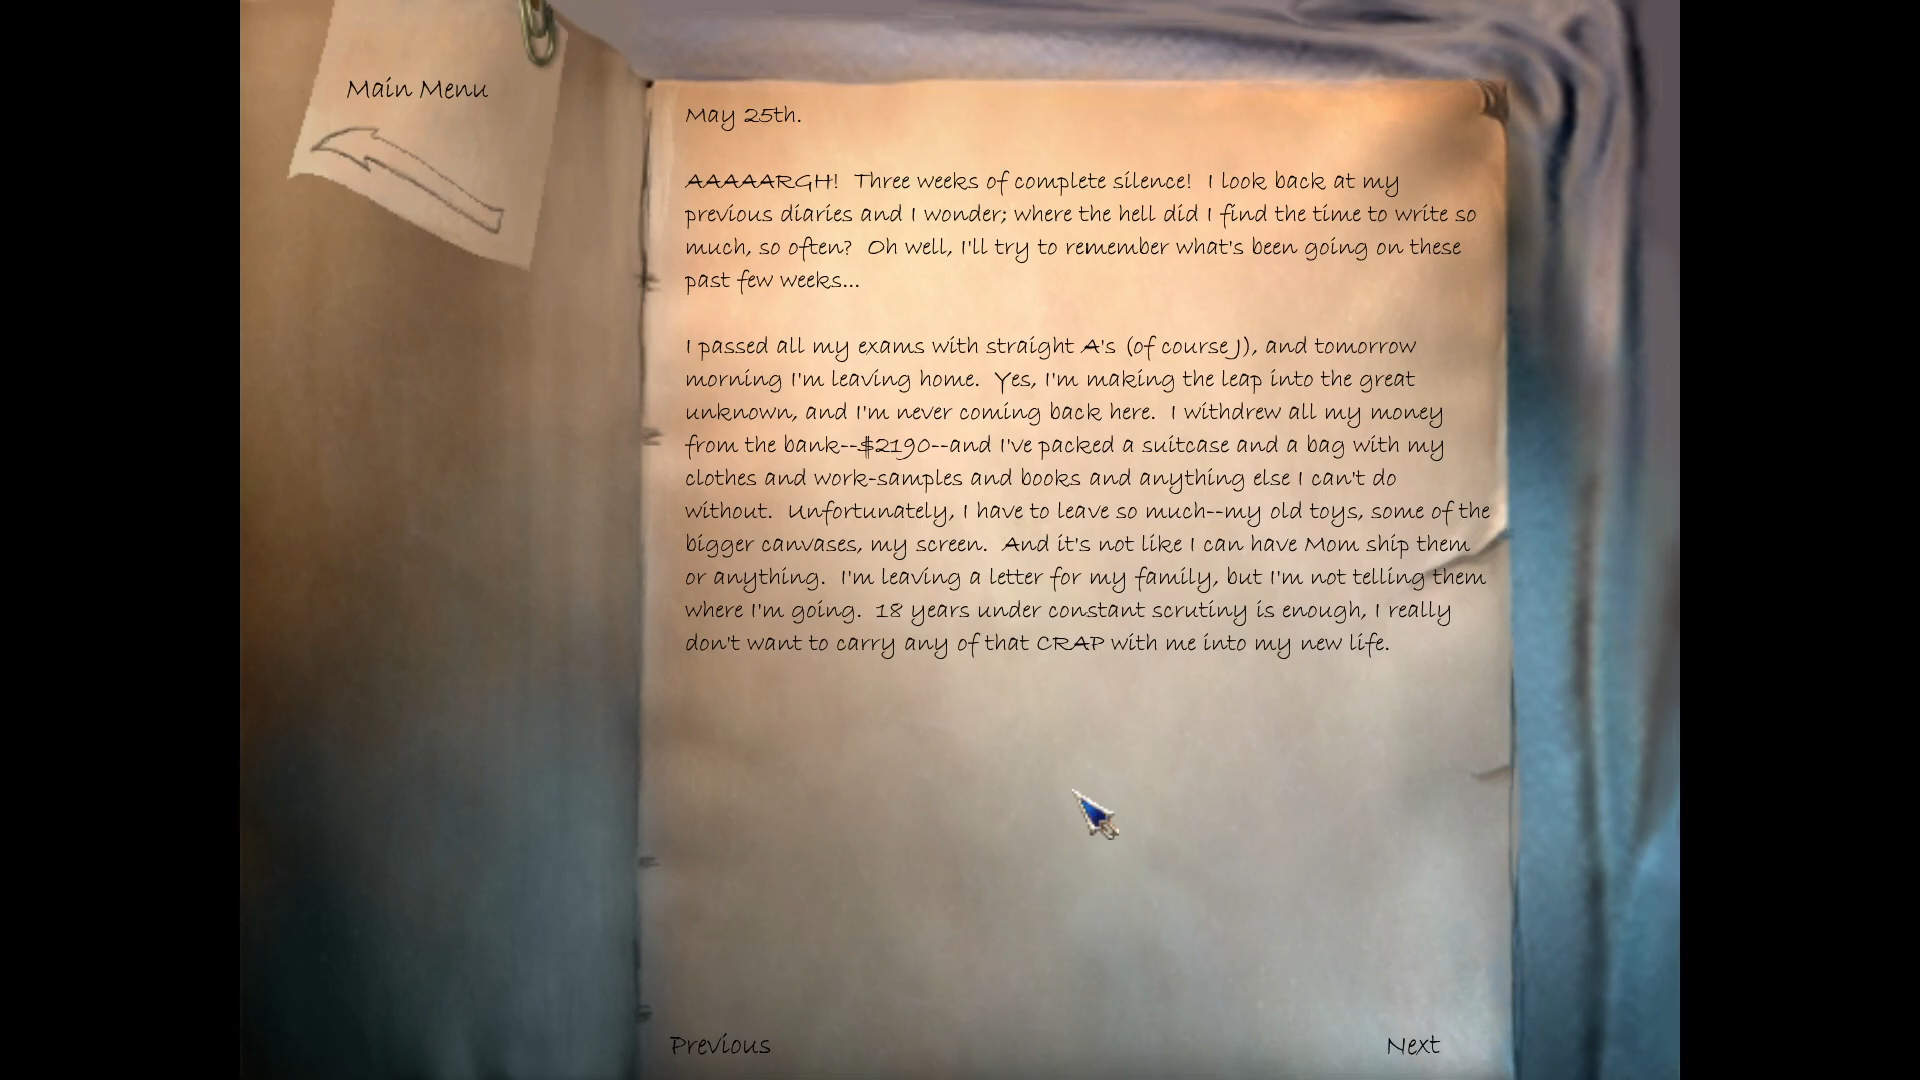 Main Menu
May 25th.
AAAAARGH!  Three weeks of complete silence!  I look back at my
previous diaries and I wonder; where the hell did I find the time to write so
much, so often?  Oh well, I'll try to remember what's been going on these
past few weeks...
I passed all my exams with straight A's (of course J), and tomorrow
morning I'm leaving home.  Yes, I'm making the leap into the great
unknown, and I'm never coming back here.  I withdrew all my money
from the bank--$2190--and I've packed a suitcase and a bag with my
clothes and work-samples and books and anything else I can't do
without.  Unfortunately, I have to leave so much--my old toys, some of the
bigger canvases, my screen.  And it's not like I can have Mom ship them
or anything.  I'm leaving a letter for my family, but I'm not telling them
where I'm going.  18 years under constant scrutiny is enough, I really
don't want to carry any of that CRAP with me into my new life.
Previous
Next